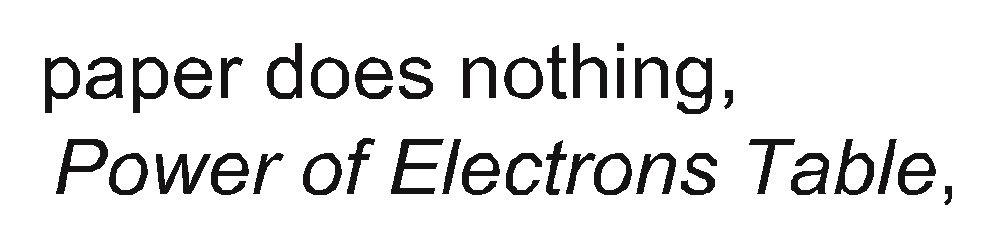 paper does nothing,
Power of Electrons Table,